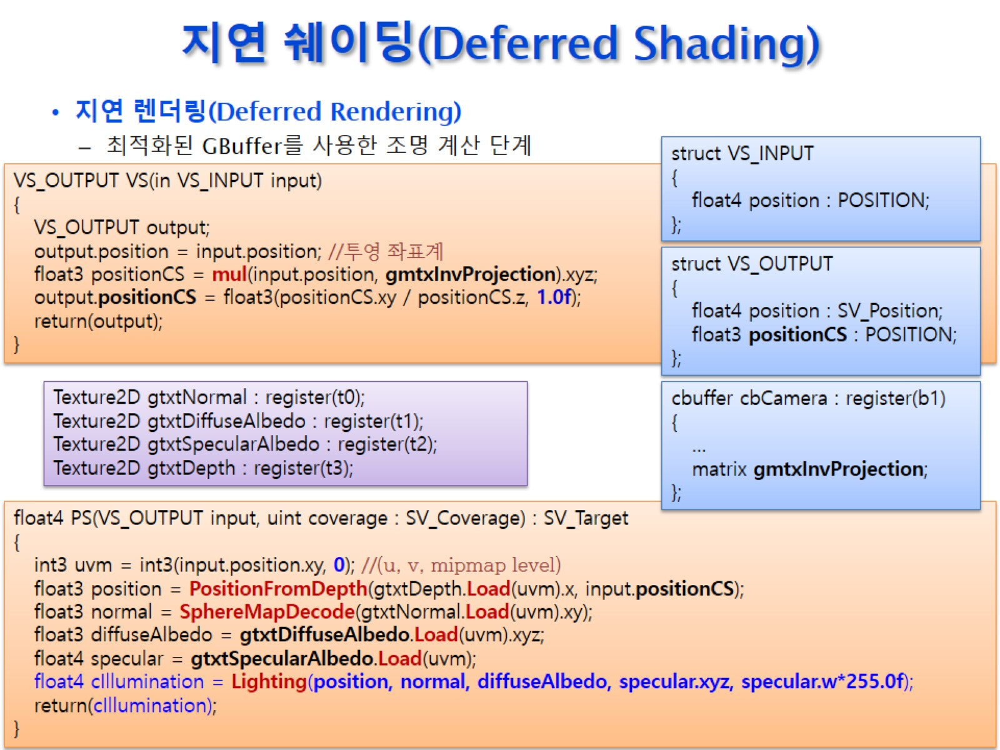 지연 쉐이딩(Deferred Shading)
• 지연 렌더링(Deferred Rendering)
– 최적화된 GBuffer를 사용한 조명 계산 단계
VS_OUTPUT VS(in VS_INPUT input)
{
VS_OUTPUT output;
output.position = input.position; //투영 좌표계
float3 positionCS = mul(input.position, gmtxInvProjection).xyz;
output.positionCS = float3(positionCS.xy / positionCS.z, 1.0f);
return(output);
}
struct VS_INPUT
{
float4 position : POSITION;
};
struct VS_OUTPUT
{
float4 position : SV_Position;
float3 positionCS : POSITION;
};
Texture2D gtxtNormal : register(t0);
Texture2D gtxtDiffuseAlbedo : register(t1);
Texture2D gtxtSpecularAlbedo : register(t2);
Texture2D gtxtDepth : register(t3);
cbuffer cbCamera : register(b1)
{
...
matrix gmtxInvProjection;
};
float4 PS(VS_OUTPUT input, uint coverage : SV_Coverage) : SV_Target
{
int3 uvm = int3(input.position.xy, 0); //(u, v, mipmap level)
float3 position = PositionFromDepth(gtxtDepth.Load(uvm).x, input.positionCS);
float3 normal = SphereMapDecode(gtxtNormal.Load(uvm).xy);
float3 diffuseAlbedo = gtxtDiffuseAlbedo.Load(uvm).xyz;
float4 specular = gtxtSpecularAlbedo.Load(uvm);
float4 cIllumination = Lighting(position, normal, diffuseAlbedo, specular.xyz, specular.w*255.0f);
return(cIllumination);
}